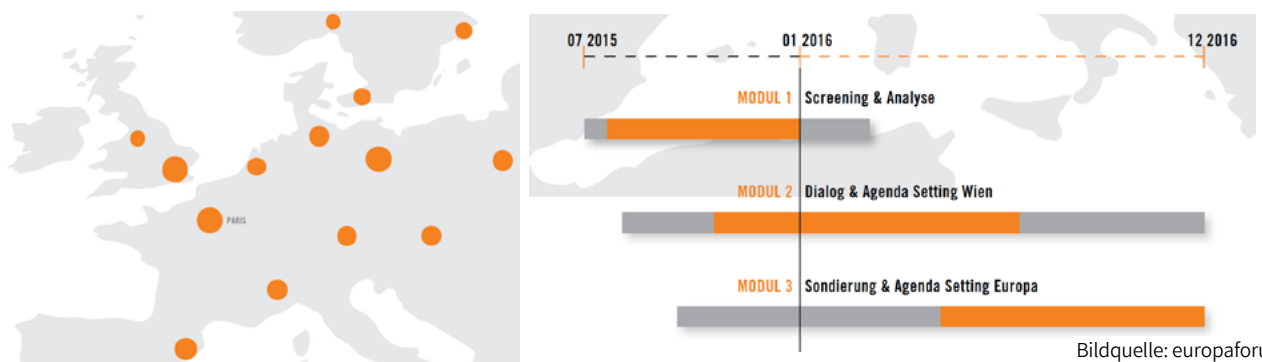 PARIS
07 2015 01 2016 12 2016
MODUL 1 Screening & Analyse
MODUL 2 Dialog & Agenda Setting Wien
MODUL 3 Sondierung & Agenda Setting Europa
Bildquelle: